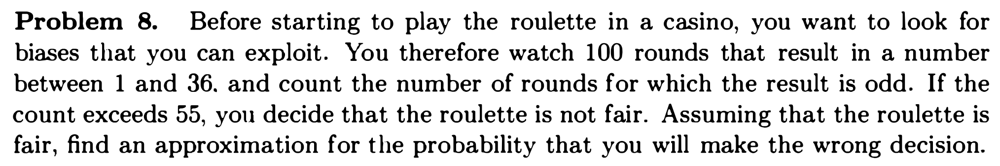 Problem 8. Before starting to play the roulette in a casino, you want to look for
biases that you can exploit. You therefore watch 100 rounds that result in a number
between 1 and 36. and count the number of rounds for which the result is odd. If the
count exceeds 55, you decide that the roulette is not fair. Assuming that the roulette is
fair, find an approximation for the probability that you will make the wrong decision.